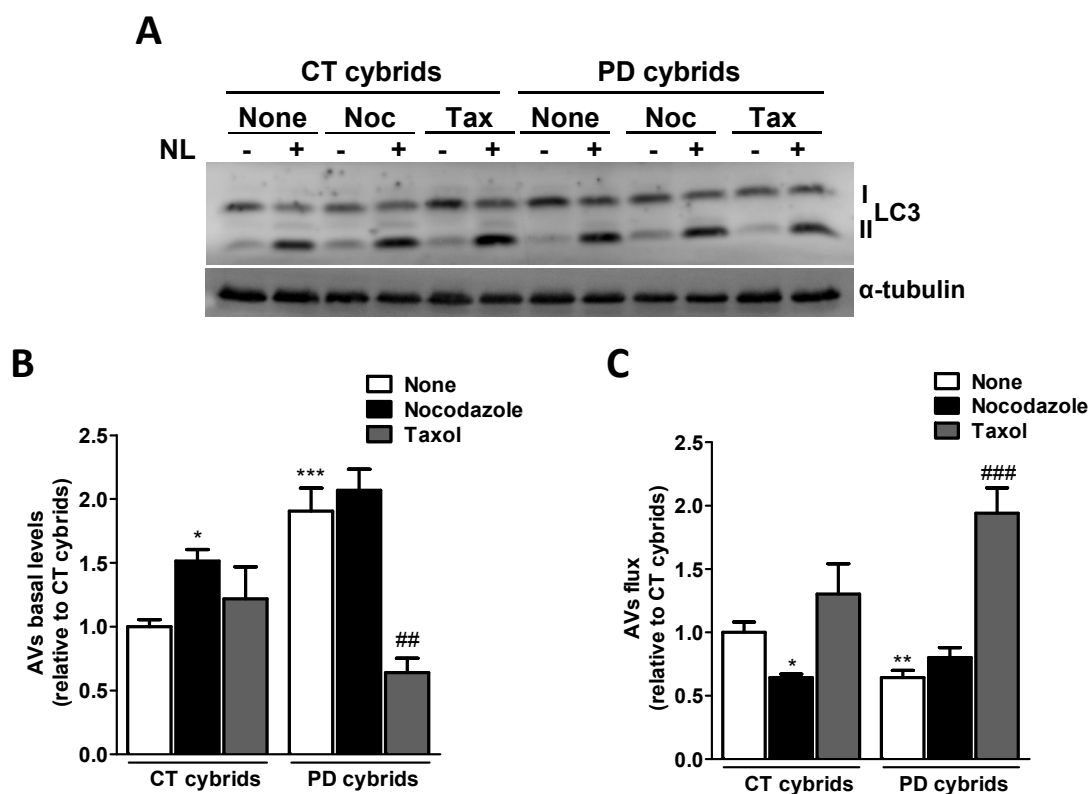 A
CT cybrids PD cybrids
None Noc Tax None Noc Tax
NL - + - + - + - + - + - +
I
LC3
II
α-tubulin
B
None
Nocodazole
Taxol
AVs basal levels
(relative to CT cybrids)
2.5
2.0
1.5
1.0
0.5
0.0
*
***
##
CT cybrids PD cybrids
C
None
Nocodazole
Taxol
AVs flux
(relative to CT cybrids)
2.5
2.0
1.5
1.0
0.5
0.0
*
**
###
CT cybrids PD cybrids